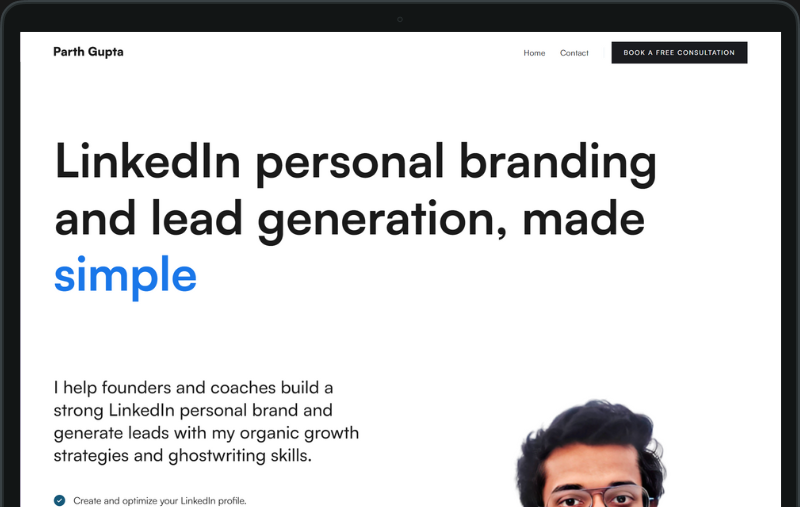 Parth Gupta
Home
Contact
BOOK A FREE CONSULTATION
LinkedIn personal branding
and lead generation, made
simple
I help founders and coaches build a
strong LinkedIn personal brand and
generate leads with my organic growth
strategies and ghostwriting skills.
Create and optimize your LinkedIn profile.